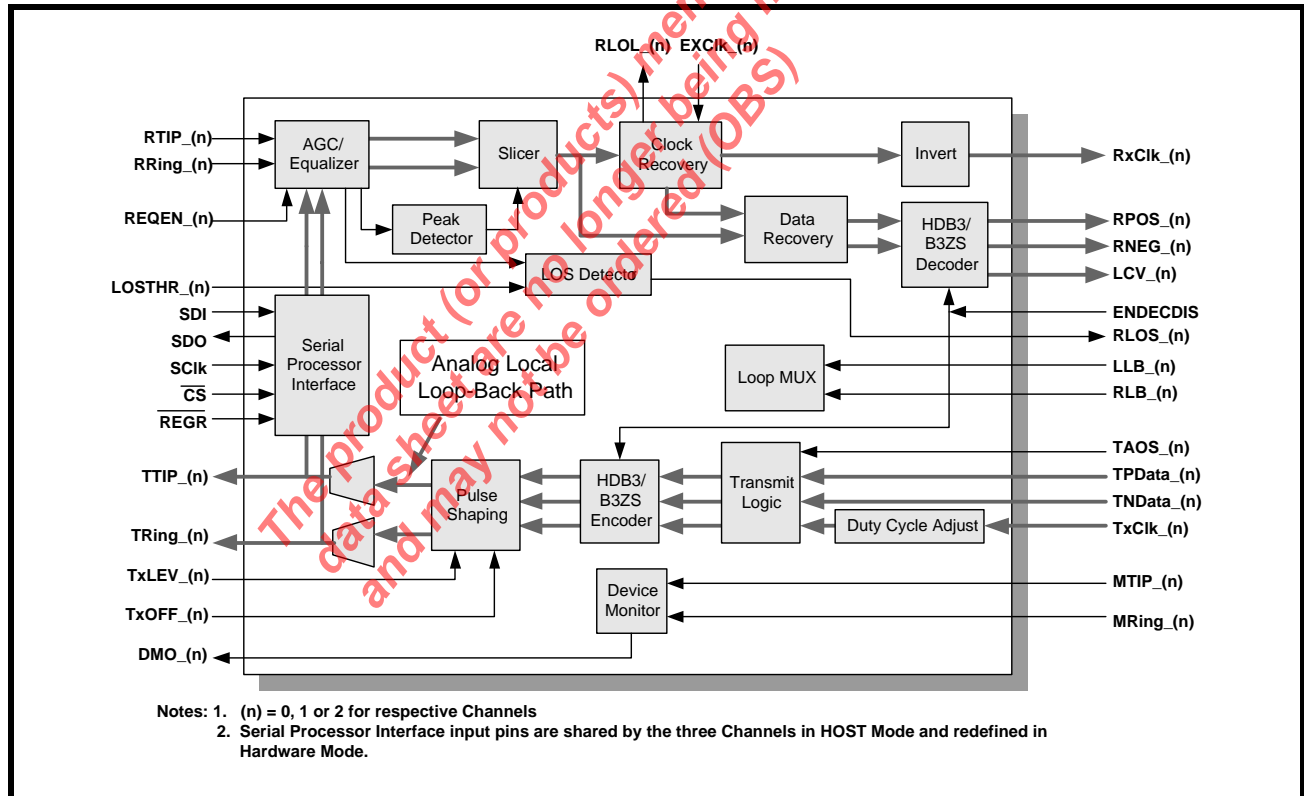 RLOL_(n) EXClk_(n)
RTIP_(n)
RRing_(n)
REQEN_(n)
LOSTHR_(n)
SDI
SDO
SClk
CS
REGR
TTIP_(n)
TRing_(n)
TxLEV_(n)
TxOFF_(n)
DMO_(n)
AGC/
Equalizer
Slicer
Clock
Recovery
Invert
Peak
Detector
Data
Recovery
HDB3/
B3ZS
Decoder
LOS Detector
Serial
Processor
Interface
Analog Local
Loop-Back Path
Loop MUX
Pulse
Shaping
HDB3/
B3ZS
Encoder
Transmit
Logic
Duty Cycle Adjust
Device
Monitor
RxClk_(n)
RPOS_(n)
RNEG_(n)
LCV_(n)
ENDECDIS
RLOS_(n)
LLB_(n)
RLB_(n)
TAOS_(n)
TPData_(n)
TNData_(n)
TxClk_(n)
MTIP_(n)
MRing_(n)
The product (or products) men
data sheet are no longer being
and may not be ordered (OBS)
Notes: 1. (n) = 0, 1 or 2 for respective Channels
2. Serial Processor Interface input pins are shared by the three Channels in HOST Mode and redefined in
Hardware Mode.